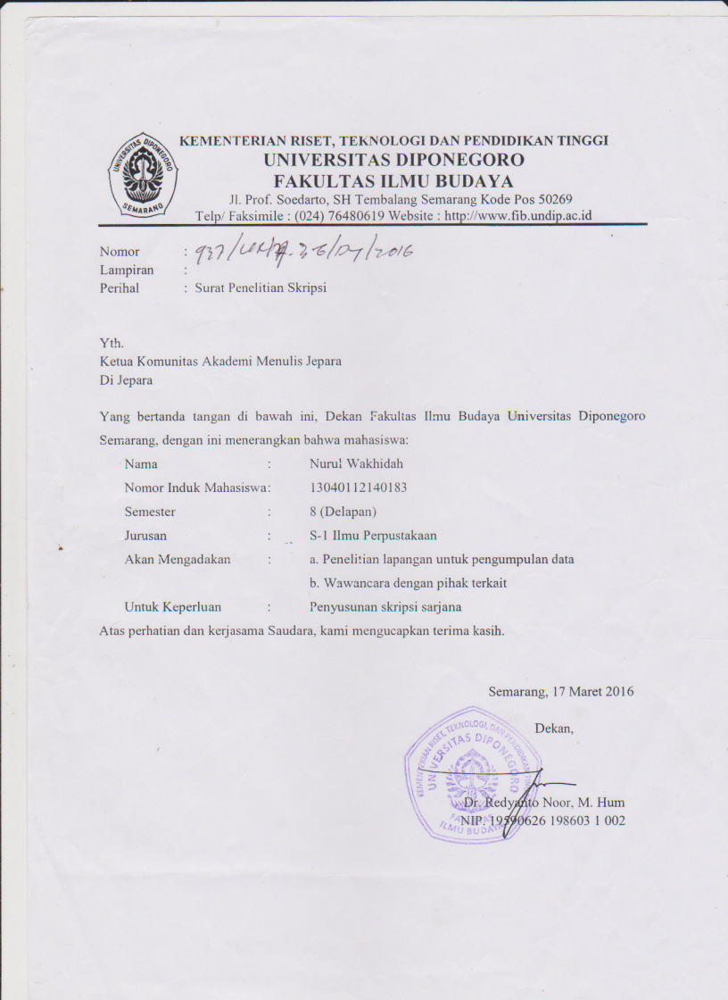 KEMENTERIAN RISET, TEKNOLOGI DAN PENDIDIKAN TINGGI
UNIVERSITAS DIPONEGORO
FAKULTAS ILMU BUDAYA
Jl. Prof. Soedarto, SH Tembalang Semarang Kode Pos 50269
Telp/ Faksimile : (024) 76480619 Website : http://www.fib.undip.ac.id
UNIVERSITAS DIPONEGORO
SEMARANG
Nomor : 937/
/2016
Lampiran :
Perihal : Surat Penelitian Skripsi
Yth.
Ketua Komunitas Akademi Menulis Jepara
Di Jepara
Yang bertanda tangan di bawah ini, Dekan Fakultas Ilmu Budaya Universitas Diponegoro
Semarang, dengan ini menerangkan bahwa mahasiswa:
Nama : Nurul Wakhidah
Nomor Induk Mahasiswa: 13040112140183
Semester : 8 (Delapan)
Jurusan : S-1 Ilmu Perpustakaan
Akan Mengadakan : a. Penelitian lapangan untuk pengumpulan data
b. Wawancara dengan pihak terkait
Untuk Keperluan : Penyusunan skripsi sarjana
Atas perhatian dan kerjasama Saudara, kami mengucapkan terima kasih.
Semarang, 17 Maret 2016
Dekan,
KEMENTERIAN RISET, TEKNOLOGI, DAN PENDIDIKAN TINGGI
UNIVERSITAS DIPONEGORO
FAKULTAS
ILMU BUDAYA
Dr. Redyanto Noor, M. Hum
NIP. 19590626 198603 1 002